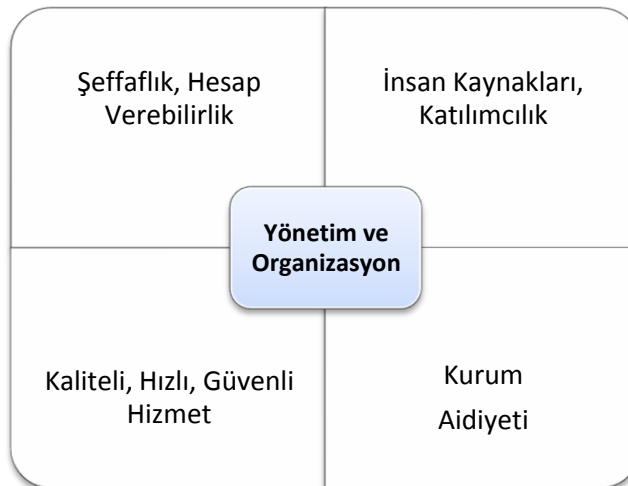 Şeffaflık, Hesap
Verebilirlik
İnsan Kaynakları,
Katılımcılık
Yönetim ve
Organizasyon
Kaliteli, Hızlı, Güvenli
Hizmet
Kurum
Aidiyeti